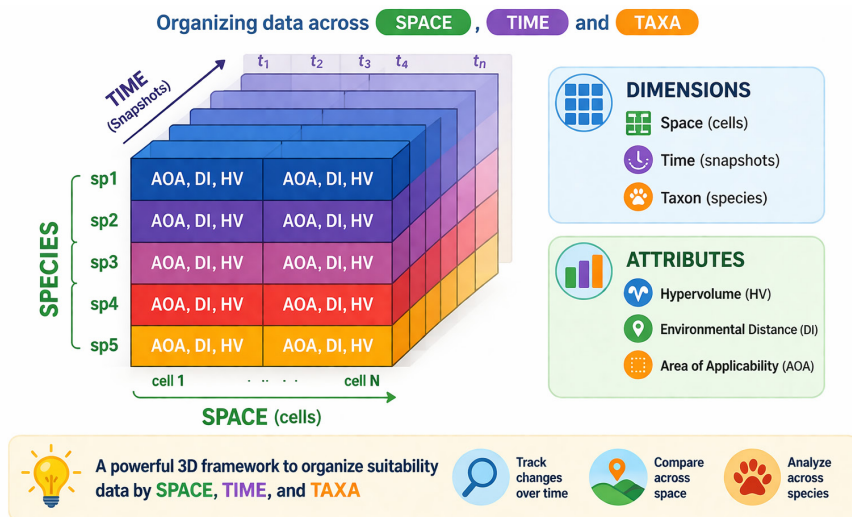 Organizing data across SPACE , TIME and TAXA
TIME
(Snapshots)
t1 t2 t3 t4 tn
SPECIES
sp1 AOA, DI, HV AOA, DI, HV
sp2 AOA, DI, HV AOA, DI, HV
sp3 AOA, DI, HV AOA, DI, HV
sp4 AOA, DI, HV AOA, DI, HV
sp5 AOA, DI, HV AOA, DI, HV
cell 1 . .. . . cell N
SPACE (cells)
DIMENSIONS
Space (cells)
Time (snapshots)
Taxon (species)
ATTRIBUTES
Hypervolume (HV)
Environmental Distance (DI)
Area of Applicability (AOA)
A powerful 3D framework to organize suitability
data by SPACE, TIME, and TAXA
Track
changes
over time
Compare
across
space
Analyze
across
species